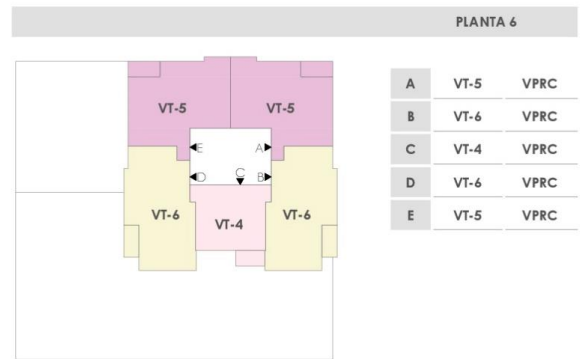 PLANTA 6
VT-5 VT-5
E A
D C B
VT-6 VT-4 VT-6
A VT-5 VPRC
B VT-6 VPRC
C VT-4 VPRC
D VT-6 VPRC
E VT-5 VPRC